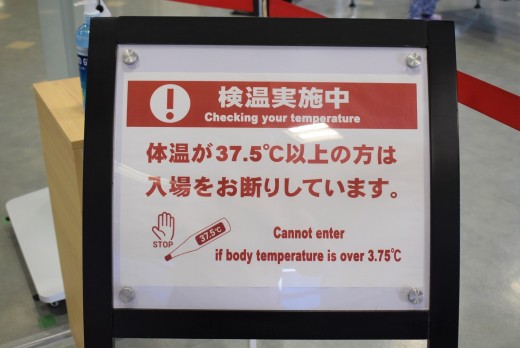 検温実施中
Checking your temperature
体温が37.5℃以上の方は
入場をお断りしています。
STOP
37.5℃
Cannot enter
if body temperature is over 3.75℃